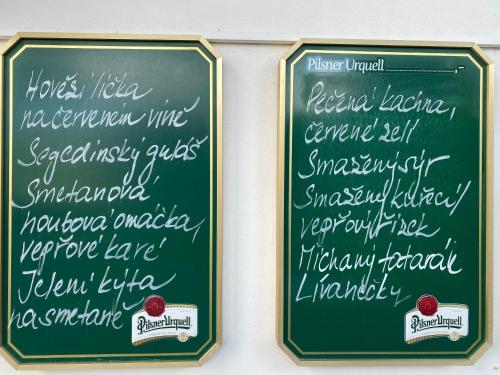 Hovězí líčka
na červeném víně
Segedínský guláš
Smetanová
houbová omáčka,
vepřové karé
Jelení kýta
na smetaně
Pilsner Urquell
Pilsner Urquell ,-
Pečená kachna,
červené zelí
Smažený sýr
Smažený kuřecí/
vepřový řízek
Míchaný tatarák
Lívanečky
Pilsner Urquell